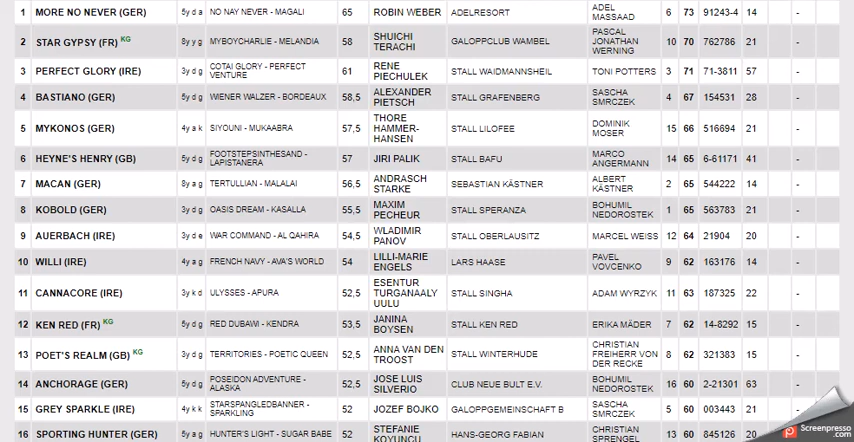 1 MORE NO NEVER (GER) 5y d a NO NAY NEVER - MAGALI 65 ROBIN WEBER ADELRESORT ADEL MASSAAD 6 73 91243-4 14 -
2 STAR GYPSY (FR) KG 8y y g MYBOYCHARLIE - MELANDIA 58 SHUICHI TERACHI GALOPPCLUB WAMBEL PASCAL JONATHAN WERNING 10 70 762786 21 -
3 PERFECT GLORY (IRE) 3y d g COTAI GLORY - PERFECT VENTURE 61 RENE PIECHULEK STALL WAIDMANNSHEIL TONI POTTERS 3 71 71-3811 57 -
4 BASTIANO (GER) 5y d g WIENER WALZER - BORDEAUX 58,5 ALEXANDER PIETSCH STALL GRAFENBERG SASCHA SMRCZEK 4 67 154531 28 -
5 MYKONOS (GER) 4y a k SIYOUNI - MUKAABRA 57,5 THORE HAMMER-HANSEN STALL LILOFEE DOMINIK MOSER 15 66 516694 21 -
6 HEYNE'S HENRY (GB) 5y d g FOOTSTEPSINTHESAND - LAPISTANERA 57 JIRI PALIK STALL BAFU MARCO ANGERMANN 14 65 6-61171 41 -
7 MACAN (GER) 8y a g TERTULLIAN - MALALAI 56,5 ANDRASCH STARKE SEBASTIAN KÄSTNER ALBERT KÄSTNER 2 65 544222 14 -
8 KOBOLD (GER) 3y d g OASIS DREAM - KASALLA 55,5 MAXIM PECHEUR STALL SPERANZA BOHUMIL NEDOROSTEK 1 65 563783 21 -
9 AUERBACH (IRE) 3y d e WAR COMMAND - AL QAHIRA 54,5 WLADIMIR PANOV STALL OBERLAUSITZ MARCEL WEISS 12 64 21904 20 -
10 WILLI (IRE) 4y a g FRENCH NAVY - AVA'S WORLD 54 LILLI-MARIE ENGELS LARS HAASE PAVEL VOVCENKO 9 62 163176 14 -
11 CANNACORE (IRE) 3y k d ULYSSES - APURA 52,5 ESENTUR TURGANAALY UULU STALL SINGHA ADAM WYRZYK 11 63 187325 22 -
12 KEN RED (FR) KG 5y d g RED DUBAWI - KENDRA 53,5 JANINA BOYSEN STALL KEN RED ERIKA MÄDER 7 62 14-8292 15 -
13 POET'S REALM (GB) KG 3y d g TERRITORIES - POETIC QUEEN 52,5 ANNA VAN DEN TROOST STALL WINTERHUDE CHRISTIAN FREIHERR VON DER RECKE 8 62 321383 15 -
14 ANCHORAGE (GER) 5y d g POSEIDON ADVENTURE - ALASKA 52,5 JOSE LUIS SILVERIO CLUB NEUE BULT E.V. BOHUMIL NEDOROSTEK 16 60 2-21301 63 -
15 GREY SPARKLE (IRE) 4y k k STARSPANGLEDBANNER - SPARKLING 52 JOZEF BOJKO GALOPPGEMEINSCHAFT B SASCHA SMRCZEK 5 60 003443 21 -
16 SPORTING HUNTER (GER) 5y a g HUNTER'S LIGHT - SUGAR BABE 52 STEFANIE KOYUNCU HANS-GEORG FABIAN CHRISTIAN SPRENGEL 13 60 845126 20 -
Screenpresso.com